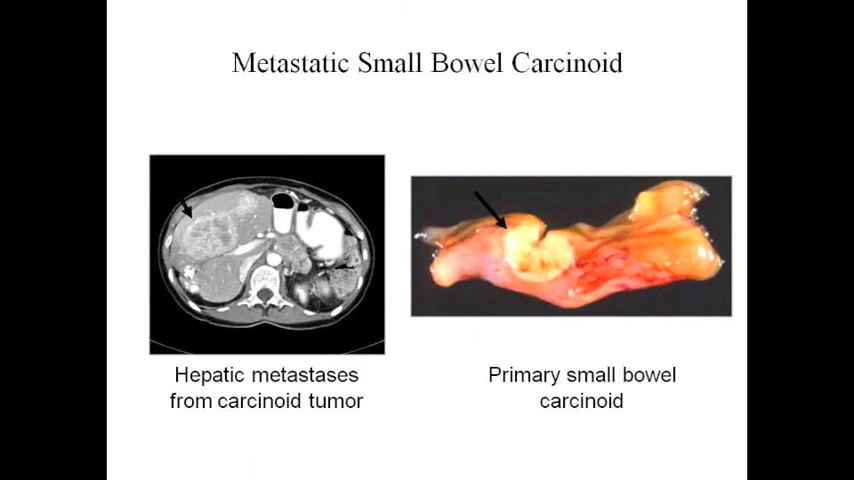 Metastatic Small Bowel Carcinoid
Hepatic metastases
from carcinoid tumor
Primary small bowel
carcinoid